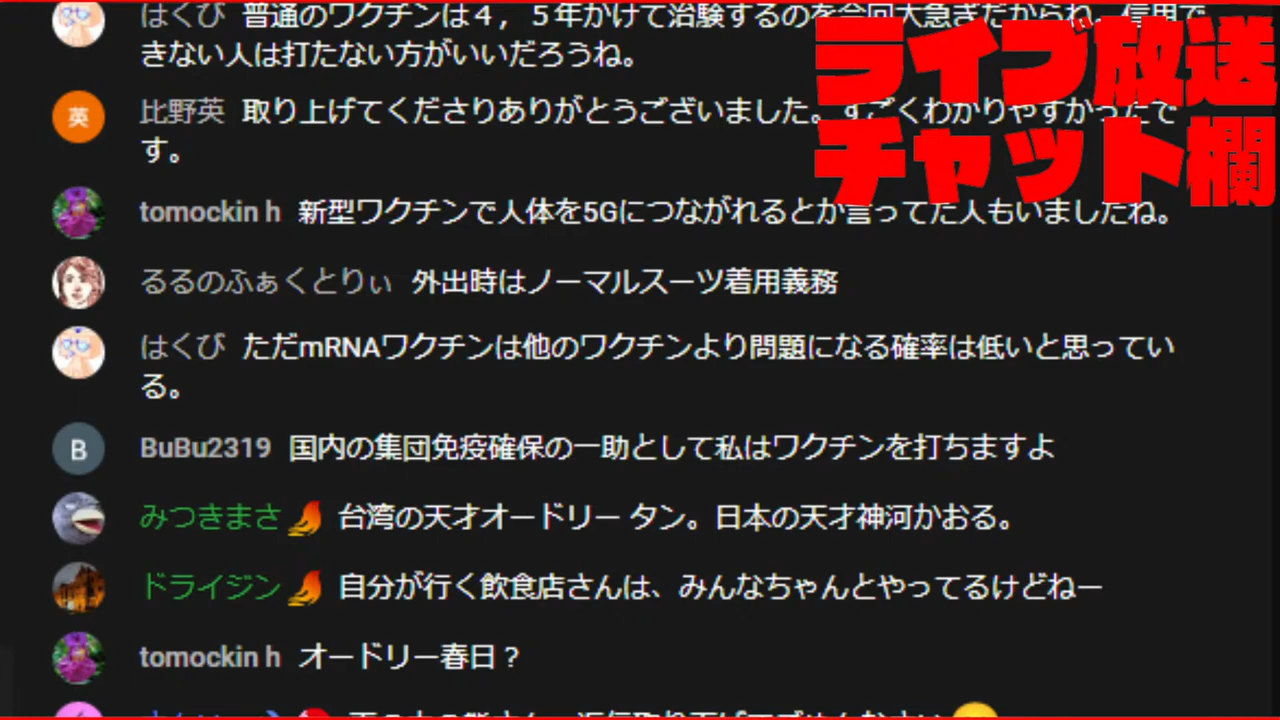 はくび 普通のワクチンは４，５年かけて治験するのを今回大急ぎだからね。信用で
きない人は打たない方がいいだろうね。
ライブ放送
チャット欄
英 比野英 取り上げてくださりありがとうございました。すごくわかりやすかったで
す。
tomockin h 新型ワクチンで人体を5Gにつながれるとか言ってた人もいましたね。
るるのふぁくとりぃ 外出時はノーマルスーツ着用義務
はくび ただmRNAワクチンは他のワクチンより問題になる確率は低いと思ってい
る。
B BuBu2319 国内の集団免疫確保の一助として私はワクチンを打ちますよ
みつきまさ 台湾の天才オードリー タン。日本の天才神河かおる。
ドライジン 自分が行く飲食店さんは、みんなちゃんとやってるけどねー
tomockin h オードリー春日？